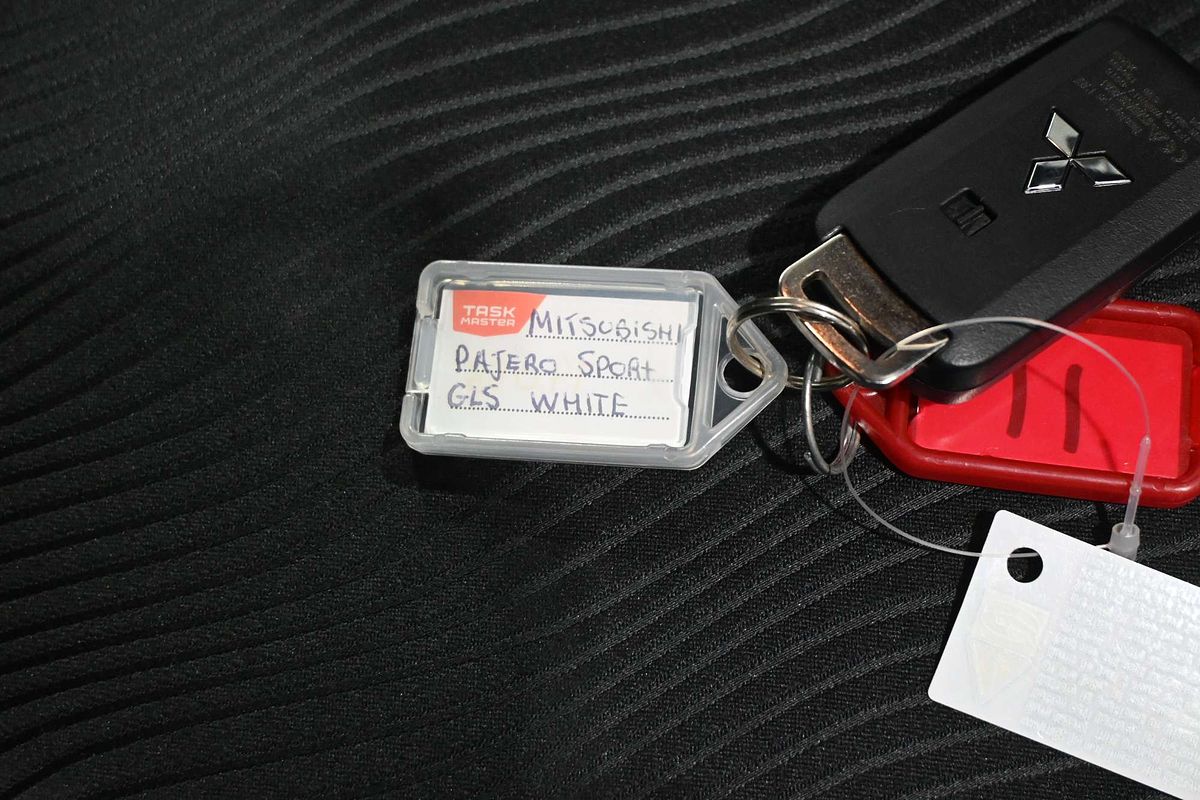 TASK
MASTER
MITSUBISHI
PAJERO SPORT
GLS WHITE
11